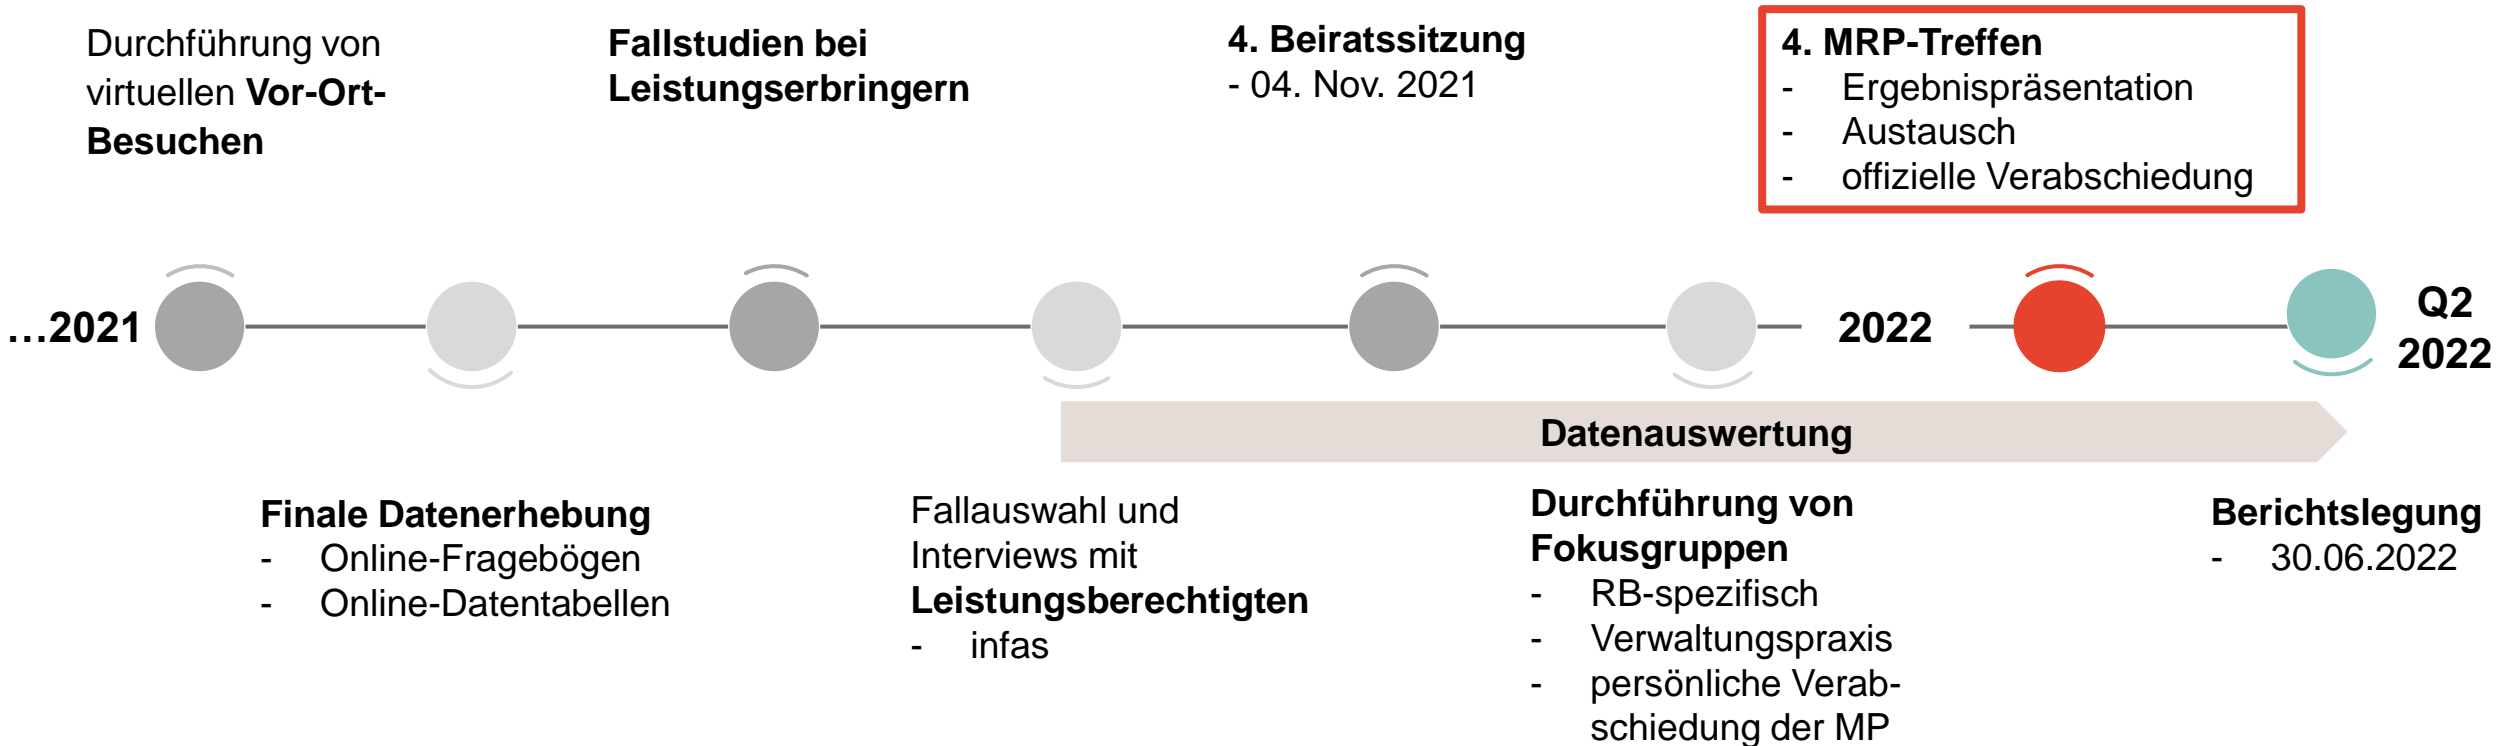 Durchführung von
virtuellen Vor-Ort-
Besuchen
Fallstudien bei
Leistungserbringern
4. Beiratssitzung
- 04. Nov. 2021
4. MRP-Treffen
- Ergebnispräsentation
- Austausch
- offizielle Verabschiedung
...2021
2022
Q2
2022
Datenauswertung
Finale Datenerhebung
- Online-Fragebögen
- Online-Datentabellen
Fallauswahl und
Interviews mit
Leistungsberechtigten
- infas
Durchführung von
Fokusgruppen
- RB-spezifisch
- Verwaltungspraxis
- persönliche Verab-
schiedung der MP
Berichtslegung
- 30.06.2022